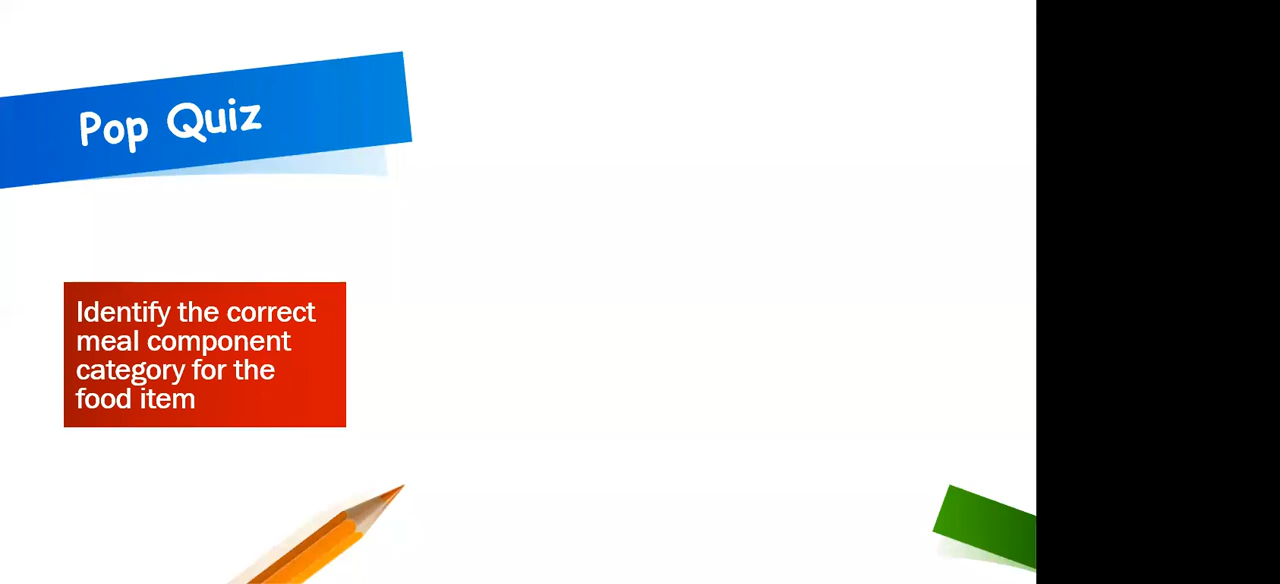 Pop Quiz
Identify the correct
meal component
category for the
food item